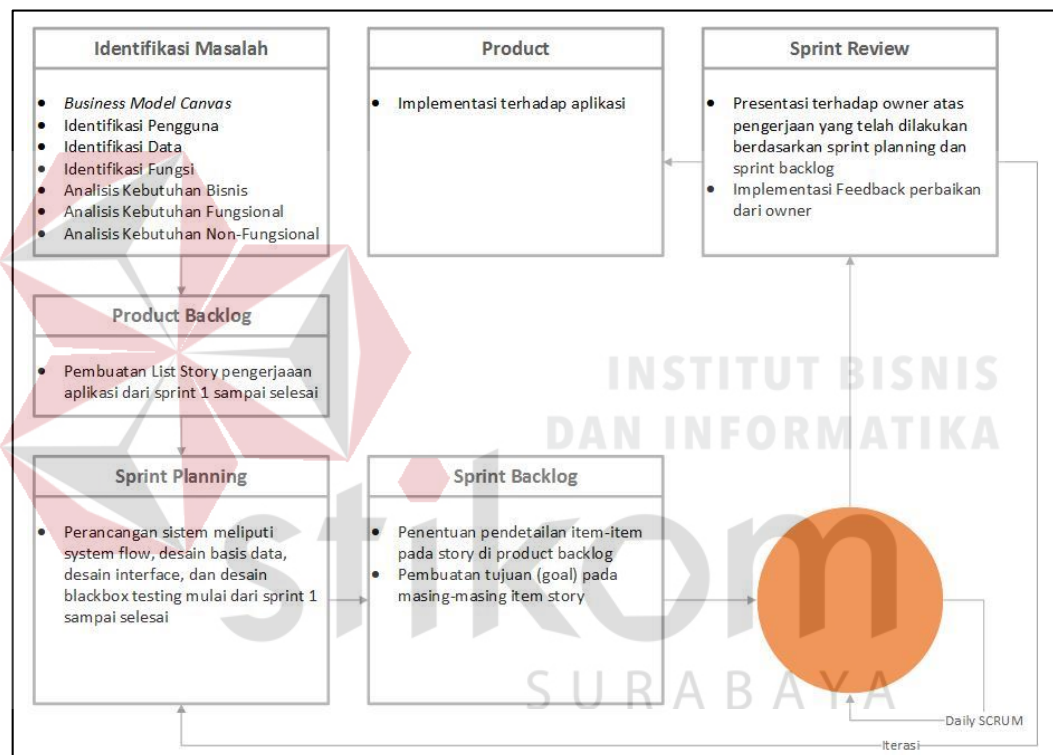 Identifikasi Masalah
• Business Model Canvas
• Identifikasi Pengguna
• Identifikasi Data
• Identifikasi Fungsi
• Analisis Kebutuhan Bisnis
• Analisis Kebutuhan Fungsional
• Analisis Kebutuhan Non-Fungsional
Product
• Implementasi terhadap aplikasi
Sprint Review
• Presentasi terhadap owner atas
pengerjaan yang telah dilakukan
berdasarkan sprint planning dan
sprint backlog
• Implementasi Feedback perbaikan
dari owner
Product Backlog
• Pembuatan List Story pengerjaaan
aplikasi dari sprint 1 sampai selesai
INSTITUT BISNIS
DAN INFORMATIKA
Sprint Planning
• Perancangan sistem meliputi
system flow, desain basis data,
desain interface, dan desain
blackbox testing mulai dari sprint 1
sampai selesai
Sprint Backlog
• Penentuan pendetailan item-item
pada story di product backlog
• Pembuatan tujuan (goal) pada
masing-masing item story
stikom
SURABAYA
Daily SCRUM
Iterasi